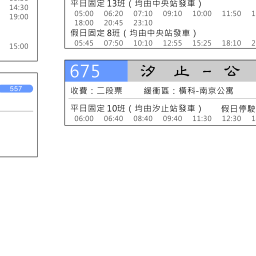 14:30
19:00
15:00
557
平日固定 13班 ( 均由中央站發車 )
05:00 06:20 07:10 09:10 10:00 11:50
18:00 20:45 23:10
假日固定 8班 ( 均由中央站發車 )
05:45 07:50 10:10 12:55 15:25 18:10
675 汐 止 － 公
收費：二段票 緩衝區：橫科-南京公寓
平日固定 10班 ( 均由汐止站發車 ) 假日停駛
06:00 06:40 08:40 09:40 11:30 12:30